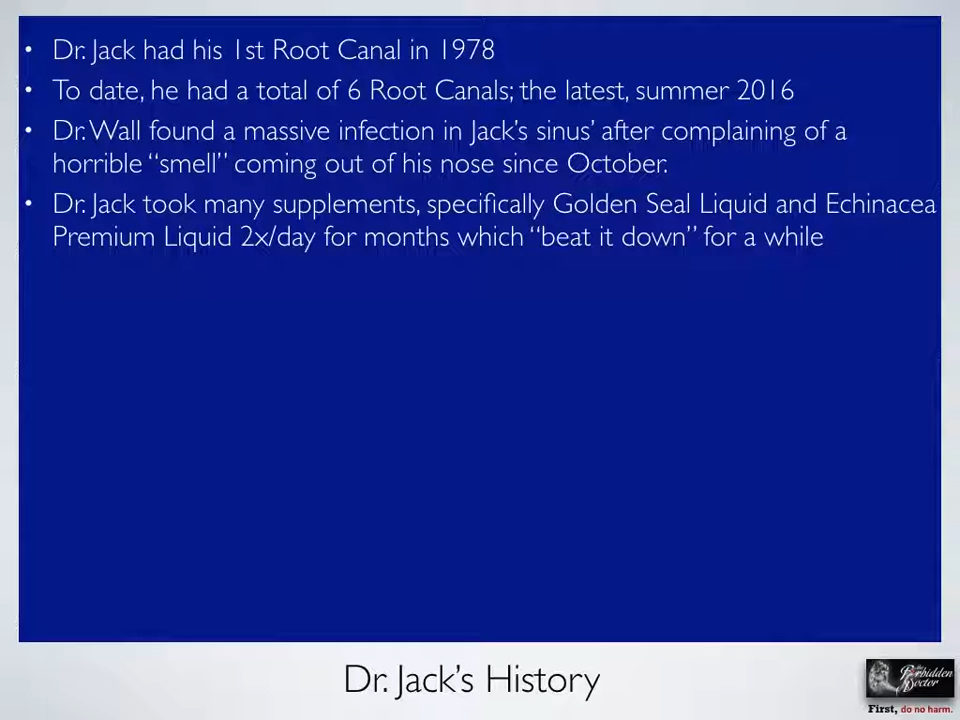 • Dr. Jack had his 1st Root Canal in 1978
• To date, he had a total of 6 Root Canals; the latest, summer 2016
• Dr. Wall found a massive infection in Jack's sinus' after complaining of a
horrible “smell” coming out of his nose since October.
• Dr. Jack took many supplements, specifically Golden Seal Liquid and Echinacea
Premium Liquid 2x/day for months which “beat it down” for a while
Dr. Jack's History
the
Forbidden
Doctor
First, do no harm.